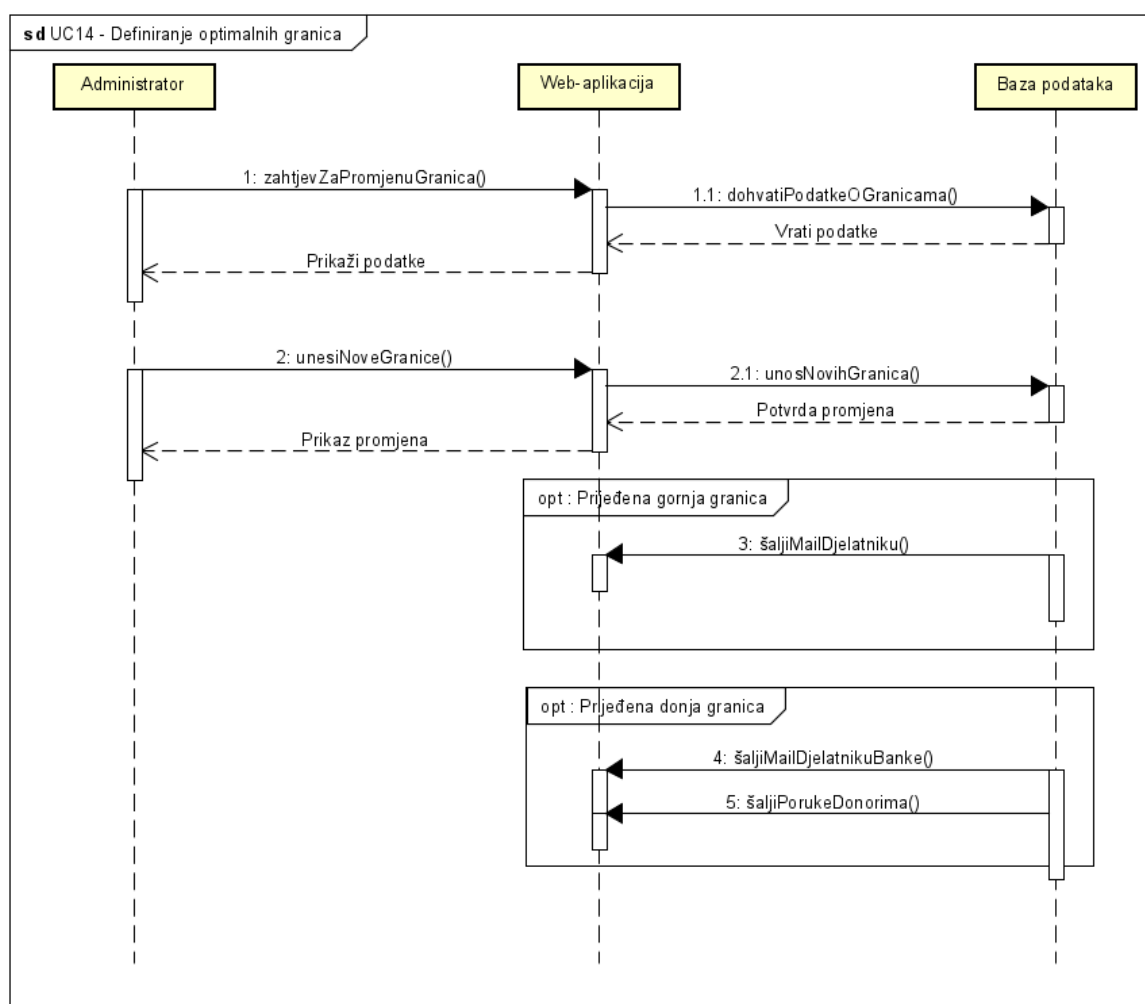 sd UC14 - Definiranje optimalnih granica
Administrator
Web-aplikacija
Baza podataka
1: zahtjevZaPromjenuGranica()
1.1: dohvatiPodatkeOGranicama()
Vrati podatke
Prikaži podatke
2: unesiNoveGranice()
2.1: unosNovihGranica()
Potvrda promjena
Prikaz promjena
opt : Prijeđena gornja granica
3: šaljiMailDjelatniku()
opt : Prijeđena donja granica
4: šaljiMailDjelatnikuBanke()
5: šaljiPorukeDonorima()